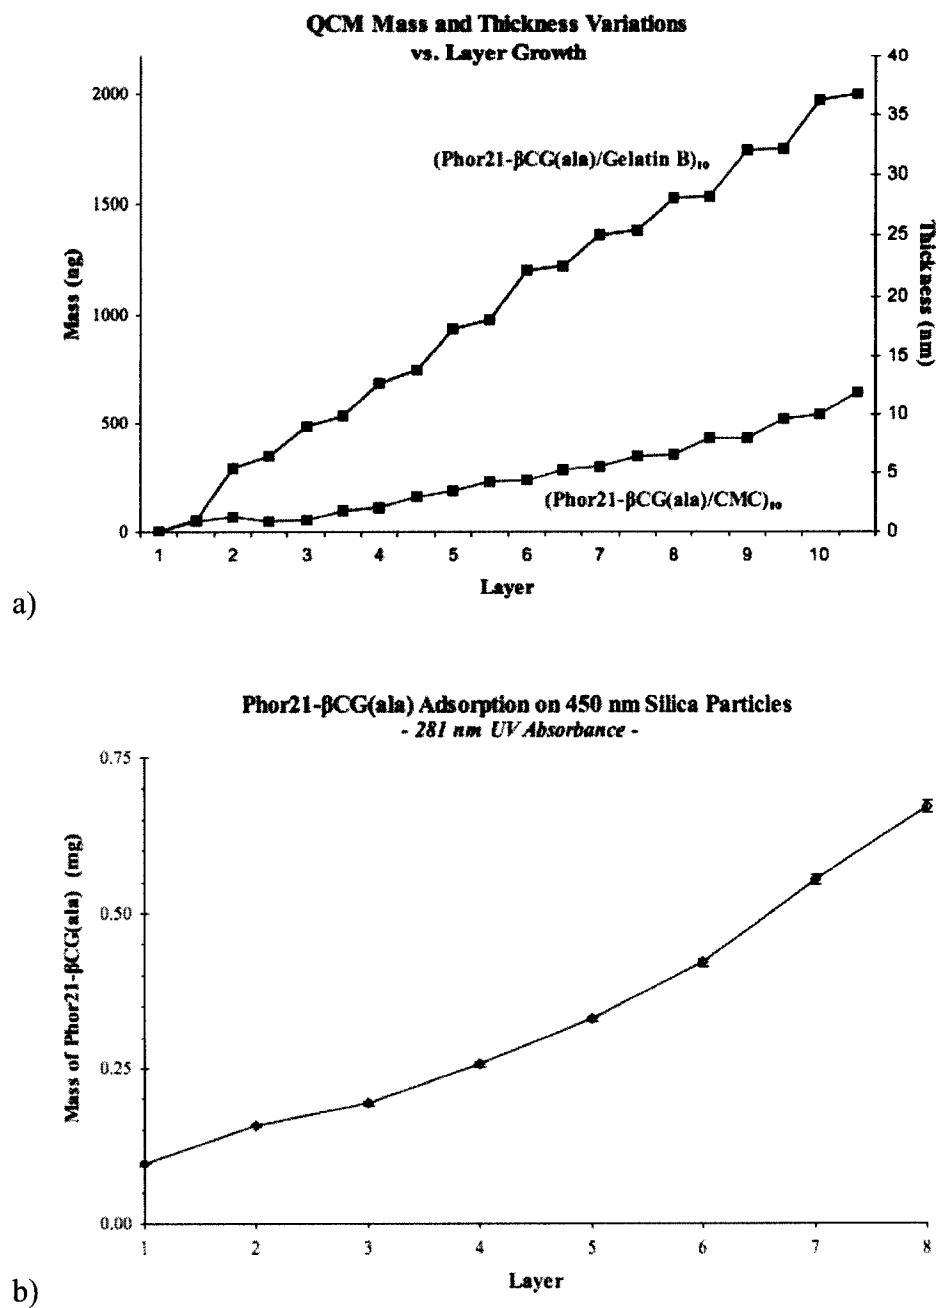 QCM Mass and Thickness Variations
vs. Layer Growth
40
2000
35
(Phor21-βCG(ala)/Gelatin B)₁₀
30
1500
25
Mass (ng)
Thickness (nm)
20
1000
15
500
10
(Phor21-βCG(ala)/CMC)₁₀
5
0
0
1 2 3 4 5 6 7 8 9 10
Layer
a)
Phor21-βCG(ala) Adsorption on 450 nm Silica Particles
- 281 nm UV Absorbance -
0.75
Mass of Phor21-βCG(ala) (mg)
0.50
0.25
0.00
1 2 3 4 5 6 7 8
Layer
b)